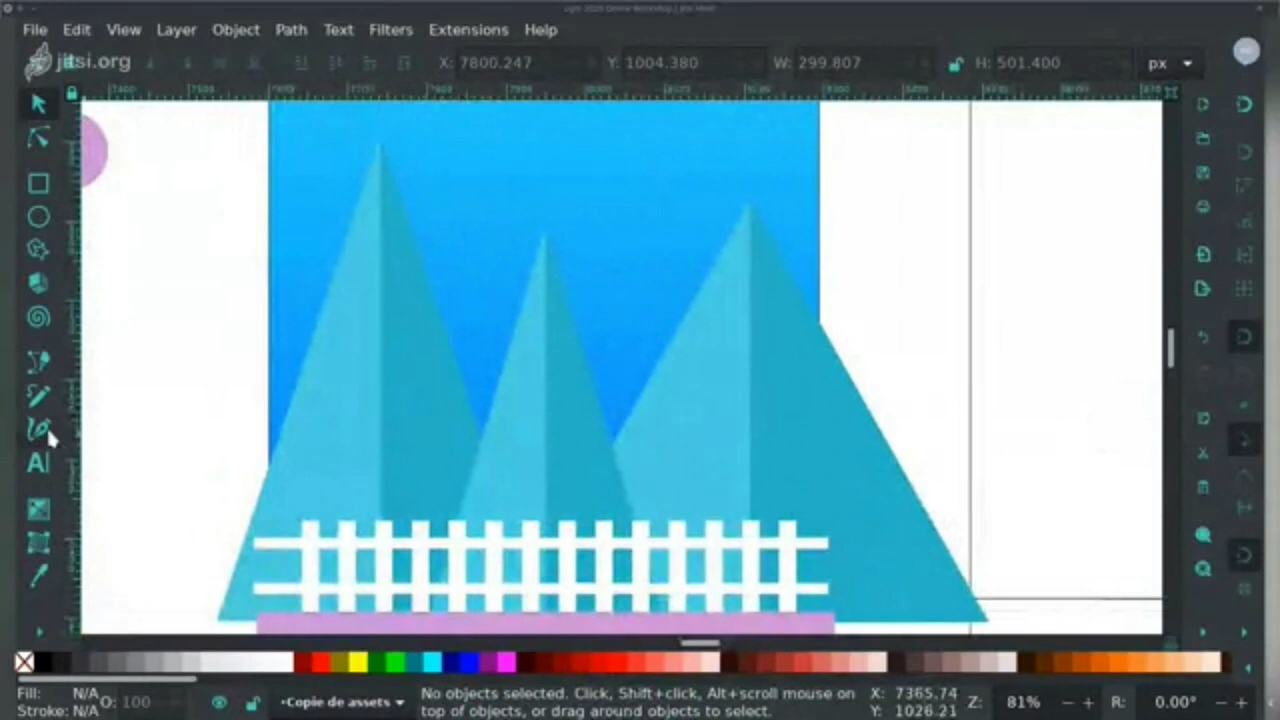 File Edit View Layer Object Path Text Filters Extensions Help
jitsi.org
X: 7800.247 Y: 1004.380 W: 299.807 H: 501.400 px
Fill: N/A O: 100 •Copie de assets No objects selected. Click, Shift+click, Alt+scroll mouse on X: 7365.74 Z: 81% R: 0.00°
Stroke: N/A top of objects, or drag around objects to select. Y: 1026.21